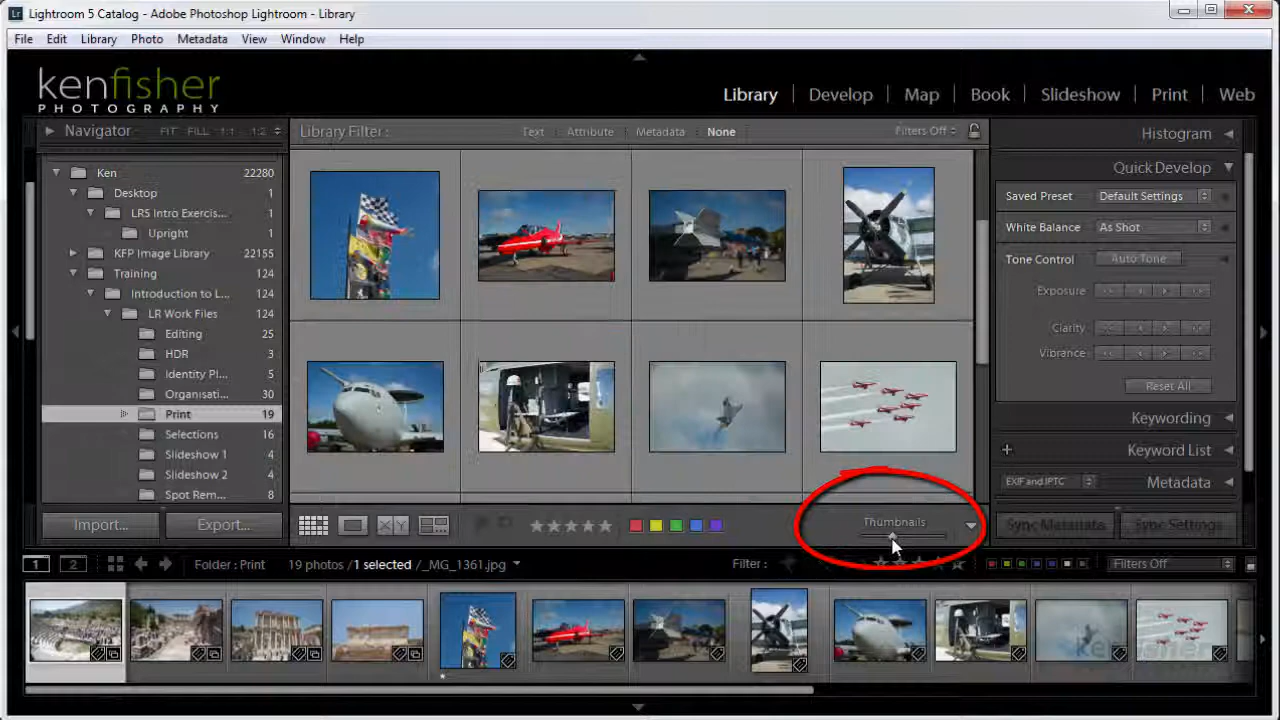 Lr Lightroom 5 Catalog - Adobe Photoshop Lightroom - Library
File Edit Library Photo Metadata View Window Help
kenfisher
PHOTOGRAPHY
Library Develop Map Book Slideshow Print Web
Navigator FIT FILL 1:1 1:2
Library Filter : Text Attribute Metadata None Filters Off
Histogram
Quick Develop
Ken 22280
Desktop 1
LR5 Intro Exercis... 1
Upright 1
KFP Image Library 22155
Training 124
Introduction to L... 124
LR Work Files 124
Editing 25
HDR 3
Identity Pl... 5
Organisati... 30
Print 19
Selections 16
Slideshow 1 4
Slideshow 2 4
Spot Rem... 8
Saved Preset Default Settings
White Balance As Shot
Tone Control Auto Tone
Exposure
Clarity
Vibrance
Reset All
Keywording
Keyword List
EXIF and IPTC Metadata
Import... Export...
XY
Thumbnails
Sync Metadata Sync Settings
1 2 Folder : Print 19 photos / 1 selected / _MG_1361.jpg Filter : Filters Off
kenfisher